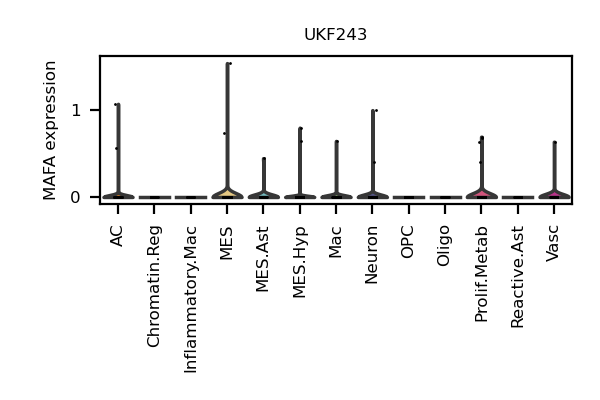 UKF243
MAFA expression
1
0
AC
Chromatin.Reg
Inflammatory.Mac
MES
MES.Ast
MES.Hyp
Mac
Neuron
OPC
Oligo
Prolif.Metab
Reactive.Ast
Vasc